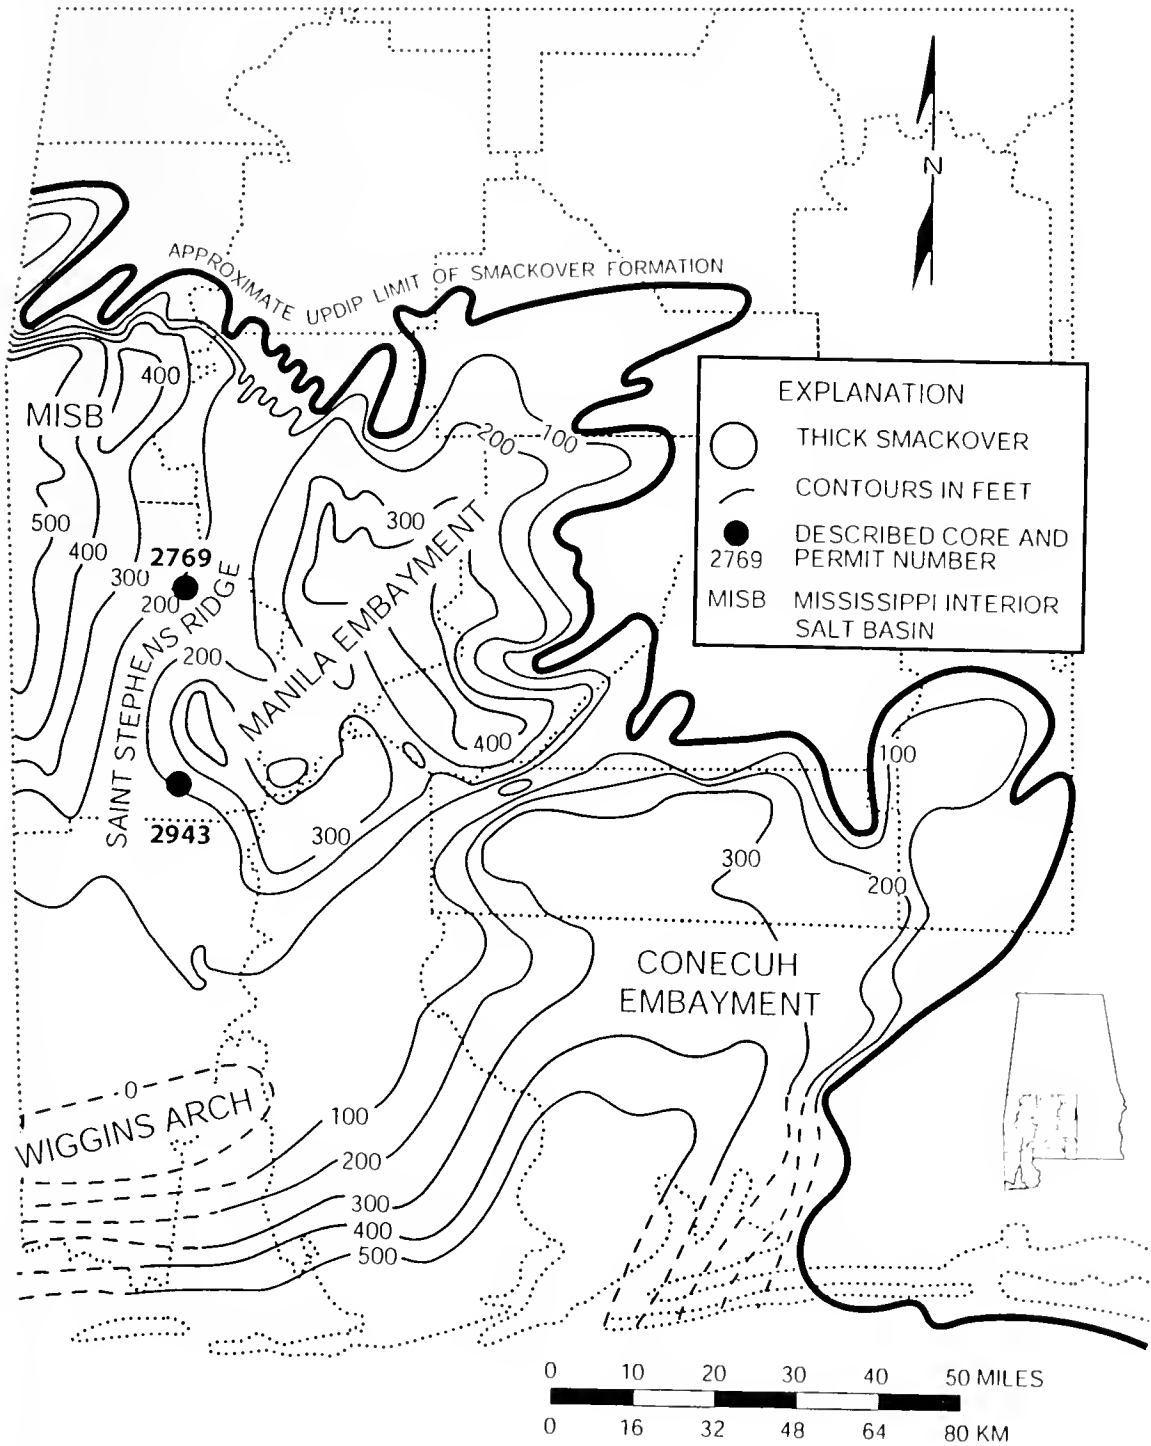 N
APPROXIMATE UPDIP LIMIT OF SMACKOVER FORMATION
EXPLANATION
THICK SMACKOVER
CONTOURS IN FEET
DESCRIBED CORE AND
2769 PERMIT NUMBER
MISB MISSISSIPPI INTERIOR
SALT BASIN
400
MISB
200
100
500
300
400
2769
300
200
SAINT STEPHENS RIDGE
MANILA EMBAYMENT
200
400
100
2943
300
300
200
CONECUH
EMBAYMENT
0
WIGGINS ARCH
100
200
300
400
500
0 10 20 30 40 50 MILES
0 16 32 48 64 80 KM